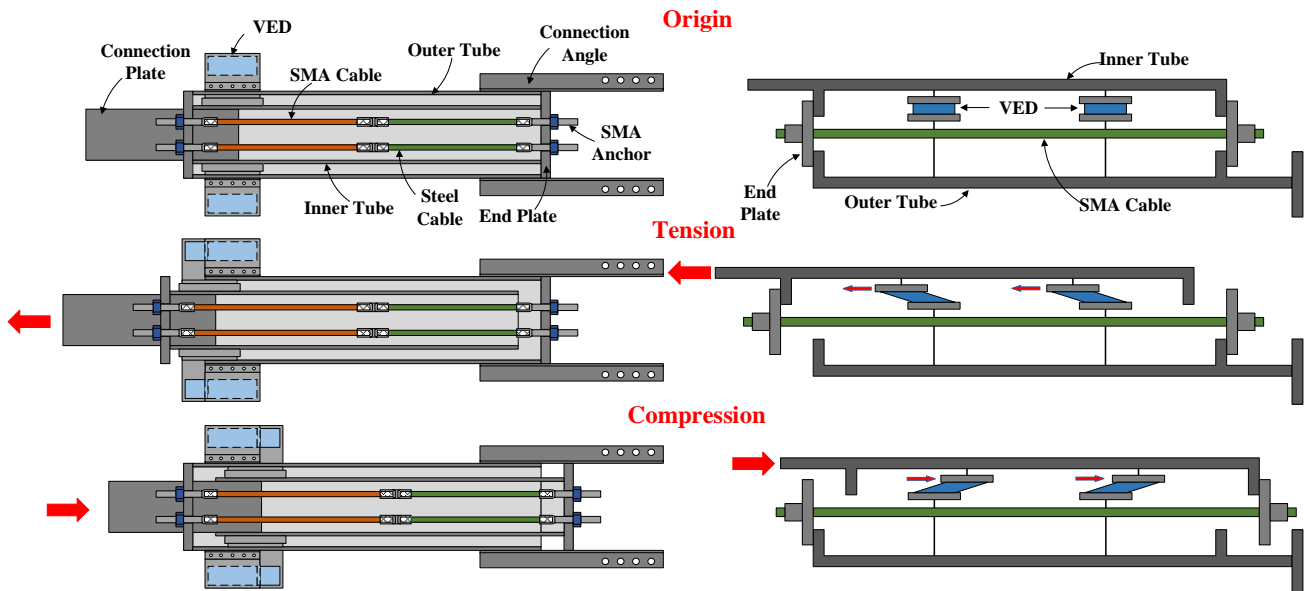 Origin
VED
Connection
Plate
SMA Cable
Outer Tube
Connection
Angle
SMA
Anchor
Steel
Cable
Inner Tube
End Plate
Inner Tube
VED
End
Plate
Outer Tube
SMA Cable
Tension
Compression